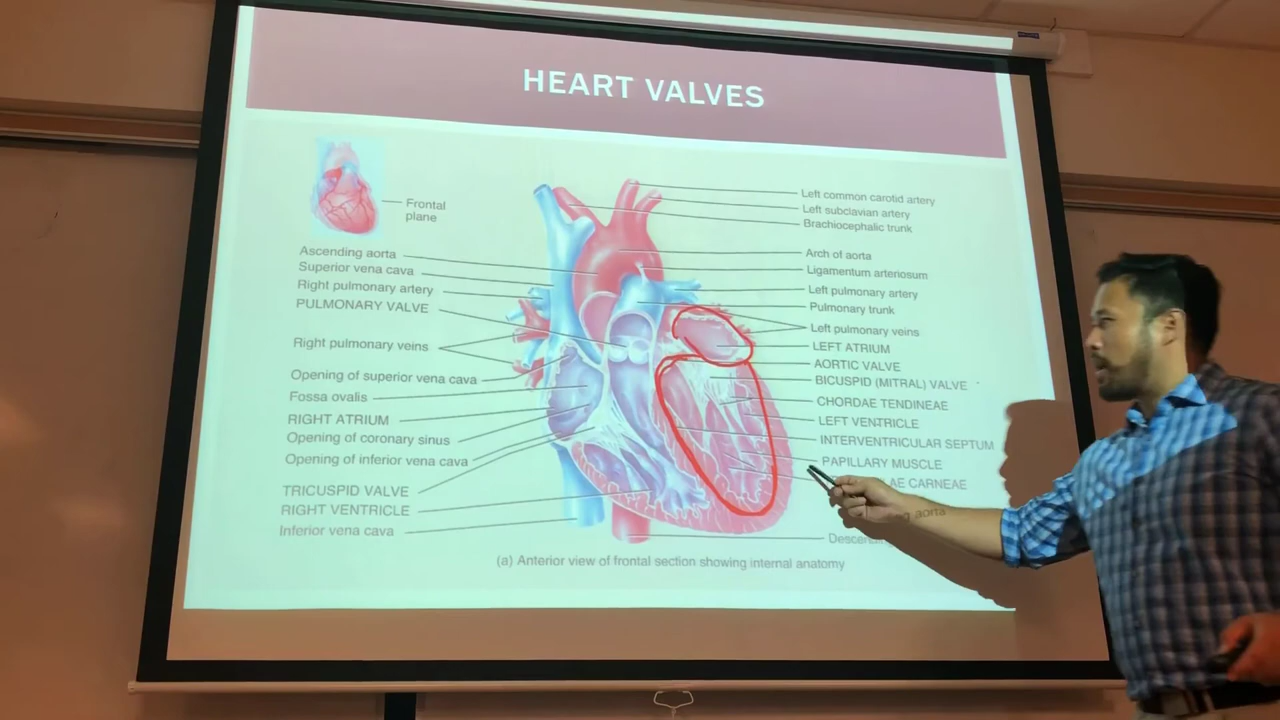 HEART VALVES
Frontal
plane
Ascending aorta
Superior vena cava
Right pulmonary artery
PULMONARY VALVE
Right pulmonary veins
Opening of superior vena cava
Fossa ovalis
RIGHT ATRIUM
Opening of coronary sinus
Opening of inferior vena cava
TRICUSPID VALVE
RIGHT VENTRICLE
Inferior vena cava
Left common carotid artery
Left subclavian artery
Brachiocephalic trunk
Arch of aorta
Ligamentum arteriosum
Left pulmonary artery
Pulmonary trunk
Left pulmonary veins
LEFT ATRIUM
AORTIC VALVE
BICUSPID (MITRAL) VALVE
CHORDAE TENDINEAE
LEFT VENTRICLE
INTERVENTRICULAR SEPTUM
PAPILLARY MUSCLE
CARNEAE
aorta
(a) Anterior view of frontal section showing internal anatomy